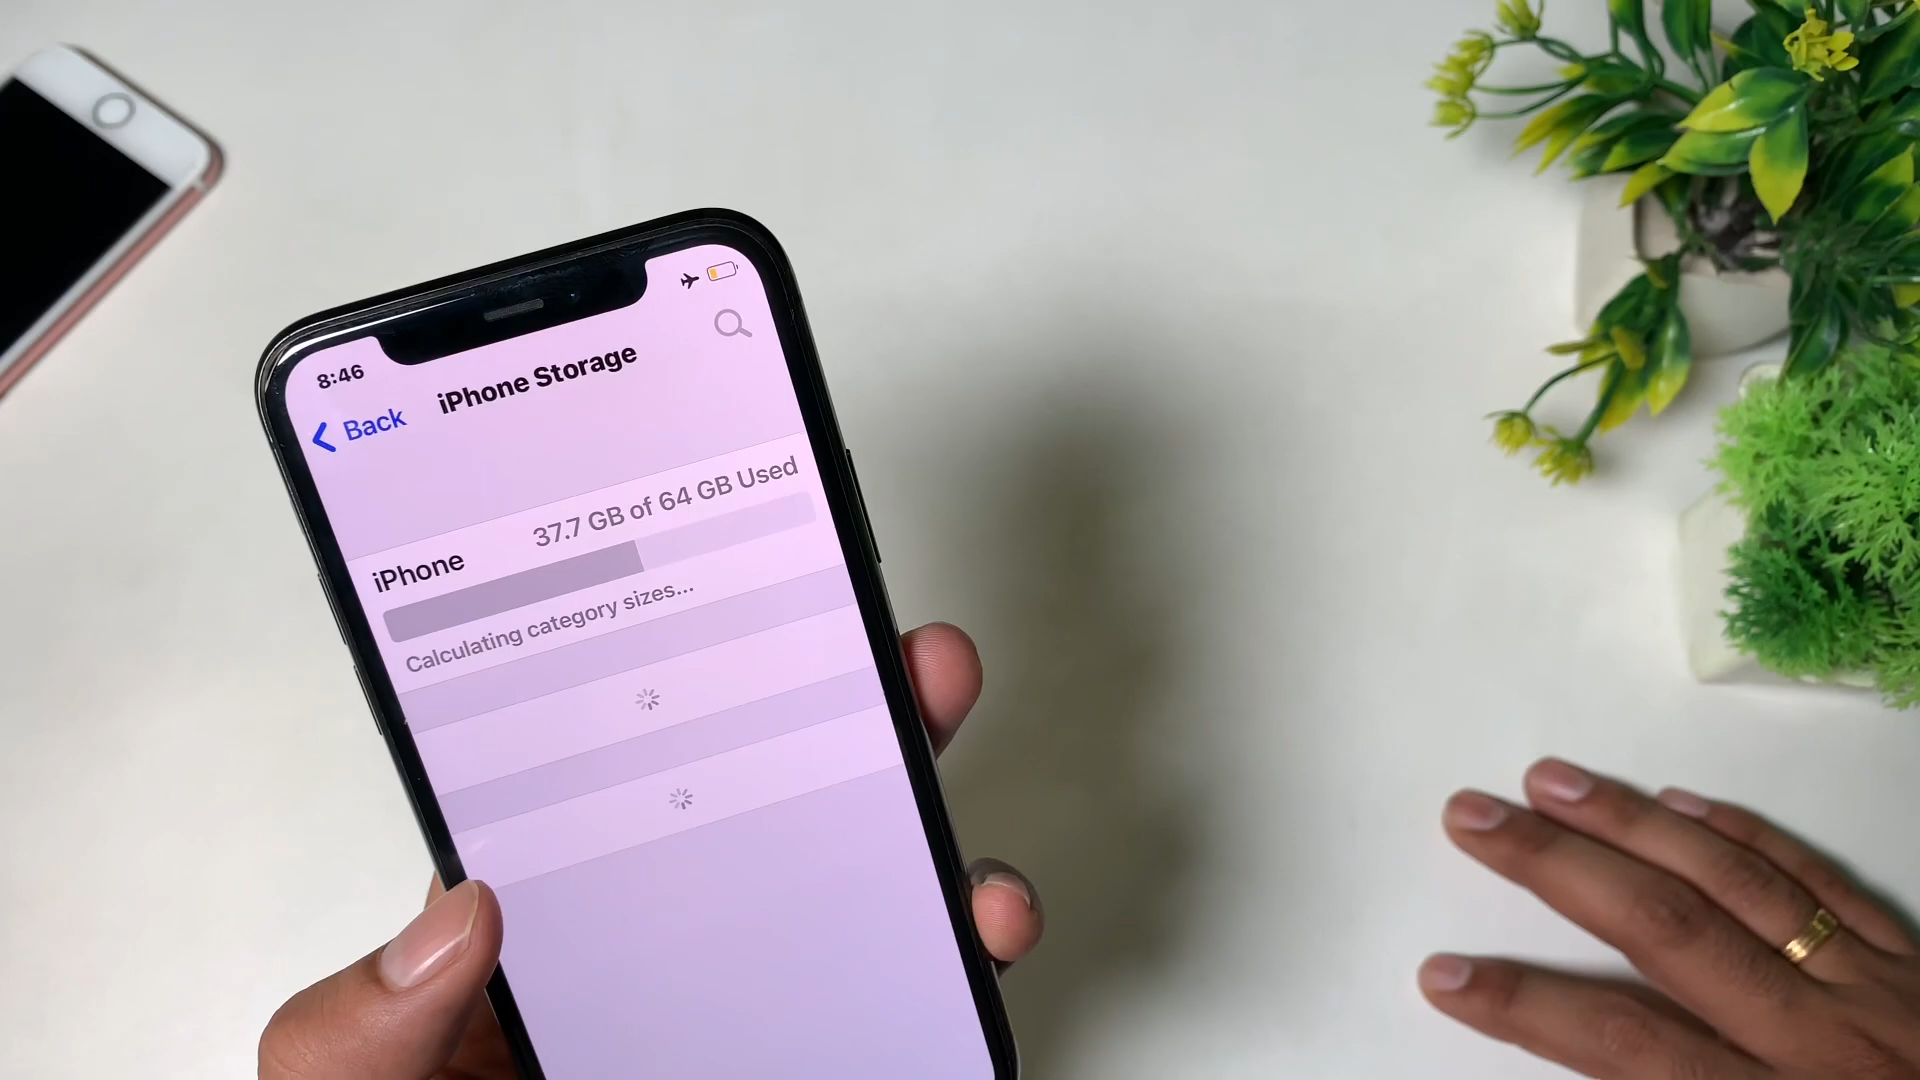 8:46
Back
iPhone Storage
iPhone
37.7 GB of 64 GB Used
Calculating category sizes...